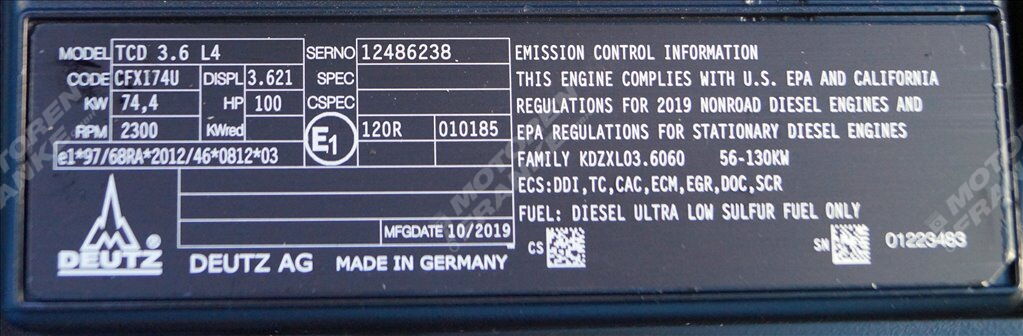 MODEL TCD 3.6 L4 SERNO 12486238
CODE CFXI74U DISPL 3.621 SPEC
KW 74,4 HP 100 CSPEC
RPM 2300 KWred E1 120R 010185
e1*97/68RA*2012/46*0812*03
MFGDATE 10/2019
DEUTZ ®
DEUTZ AG MADE IN GERMANY
EMISSION CONTROL INFORMATION
THIS ENGINE COMPLIES WITH U.S. EPA AND CALIFORNIA
REGULATIONS FOR 2019 NONROAD DIESEL ENGINES AND
EPA REGULATIONS FOR STATIONARY DIESEL ENGINES
FAMILY KDZXL03.6060 56-130KW
ECS:DDI,TC,CAC,ECM,EGR,DOC,SCR
FUEL: DIESEL ULTRA LOW SULFUR FUEL ONLY
CS SN 01223483
MOTOREN
FRANKEN